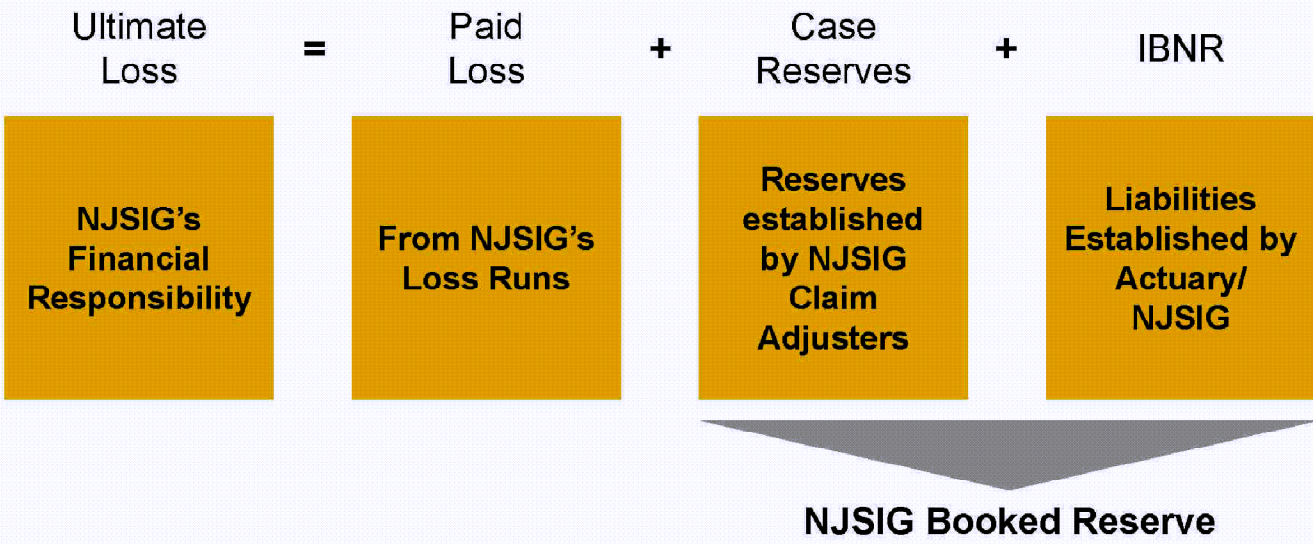 Ultimate
Loss
=
Paid
Loss
+
Case
Reserves
+
IBNR
NJSIG's
Financial
Responsibility
From NJSIG's
Loss Runs
Reserves
established
by NJSIG
Claim
Adjusters
Liabilities
Established by
Actuary/
NJSIG
NJSIG Booked Reserve